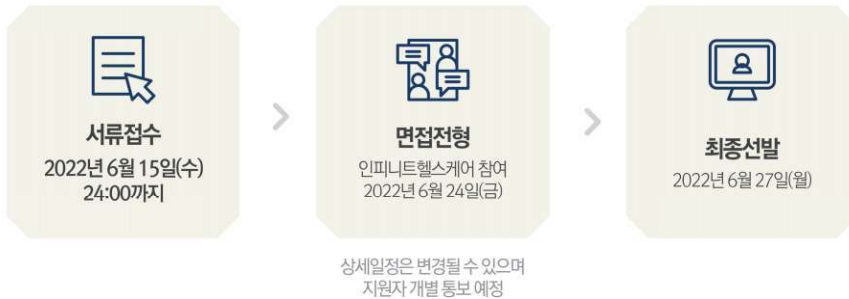 서류접수
2022년 6월 15일(수)
24:00까지
면접전형
인피니트헬스케어 참여
2022년 6월 24일(금)
최종선발
2022년 6월 27일(월)
상세일정은 변경될 수 있으며
지원자 개별 통보 예정